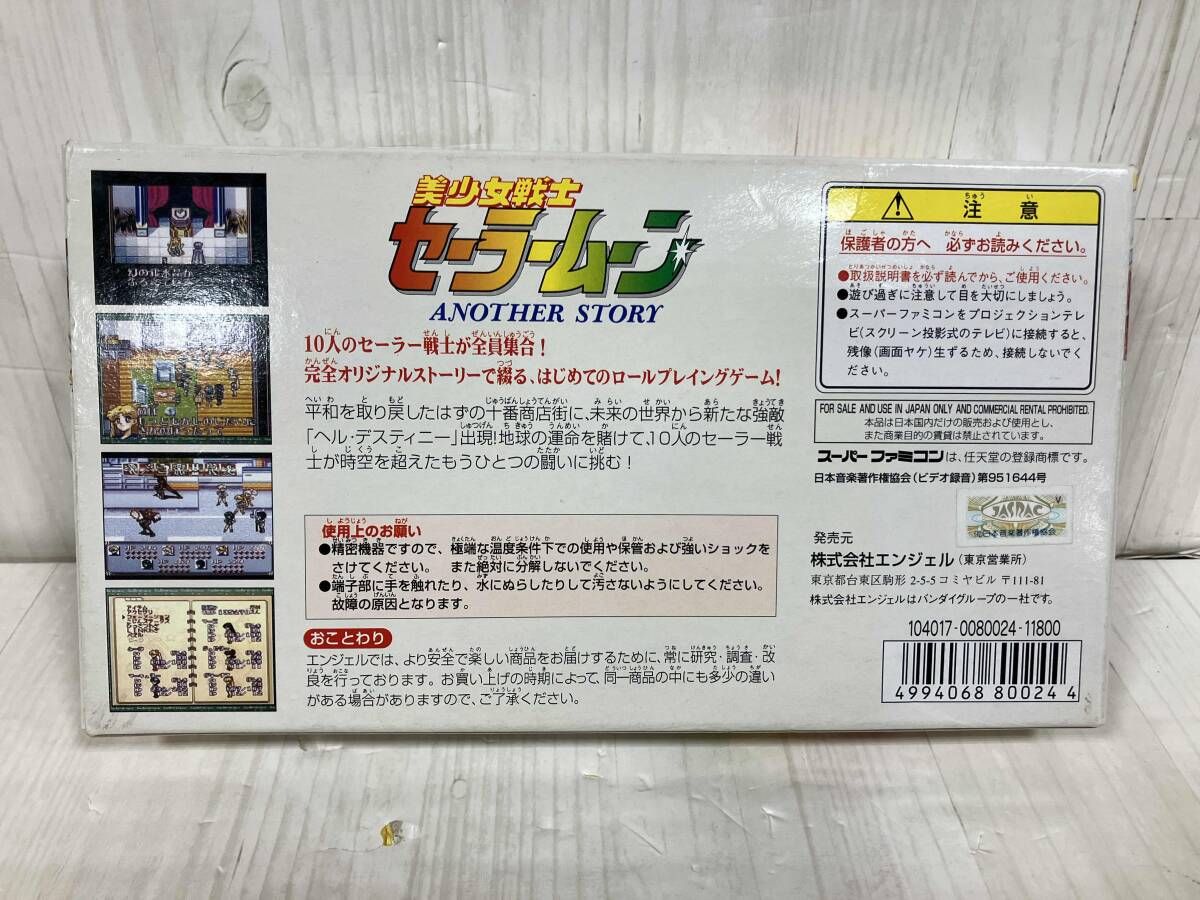 美少女戦士
セーラームーン
ANOTHER STORY
10人のセーラー戦士が全員集合！
完全オリジナルストーリーで綴る、はじめてのロールプレイングゲーム！
平和を取り戻したはずの十番商店街に、未来の世界から新たな強敵
「ヘル・デスティニー」出現！地球の運命を賭けて、10人のセーラー戦
士が時空を超えたもうひとつの闘いに挑む！
使用上のお願い
●精密機器ですので、極端な温度条件下での使用や保管および強いショックを
さけてください。また絶対に分解しないでください。
●端子部に手を触れたり、水にぬらしたりして汚さないようにしてください。
故障の原因となります。
おことわり
エンジェルでは、より安全で楽しい商品をお届けするために、常に研究・調査・改
良を行っております。お買い上げの時期によって、同一商品の中にも多少の違い
がある場合がありますので、ご了承ください。
注意
保護者の方へ 必ずお読みください。
●取扱説明書を必ず読んでから、ご使用ください。
●遊び過ぎに注意して目を大切にしましょう。
●スーパーファミコンをプロジェクションテレ
ビ（スクリーン投影式のテレビ）に接続すると、
残像（画面ヤケ）生ずるため、接続しないでく
ださい。
FOR SALE AND USE IN JAPAN ONLY AND COMMERCIAL RENTAL PROHIBITED.
本品は日本国内だけの販売および使用とし、
また商業目的の賃貸は禁止されています。
スーパーファミコンは、任天堂の登録商標です。
日本音楽著作権協会（ビデオ録音）第951644号
V
JASRAC
日本音楽著作権協会
発売元
株式会社エンジェル（東京営業所）
東京都台東区駒形 2-5-5 コミヤビル 〒111-81
株式会社エンジェルはバンダイグループの一社です。
104017-0080024-11800
4994068 80024 4